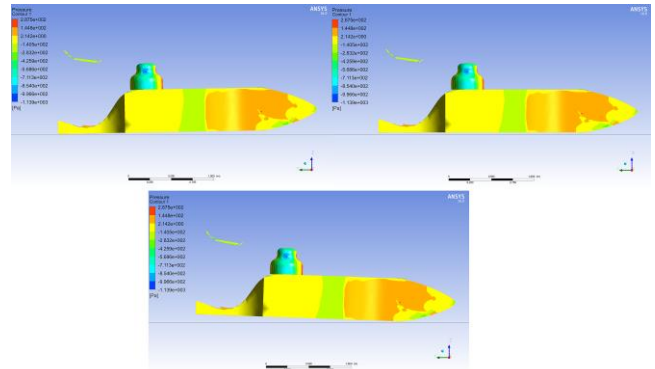 Pressure
Contour 1
2.875e+002
1.448e+002
2.142e+000
-1.405e+002
-2.832e+002
-4.259e+002
-5.686e+002
-7.113e+002
-8.540e+002
-9.966e+002
-1.139e+003
[Pa]
ANSYS
Pressure
Contour 1
2.875e+002
1.448e+002
2.142e+000
-1.405e+002
-2.832e+002
-4.259e+002
-5.686e+002
-7.113e+002
-8.540e+002
-9.966e+002
-1.139e+003
[Pa]
ANSYS
Pressure
Contour 1
2.875e+002
1.448e+002
2.142e+000
-1.405e+002
-2.832e+002
-4.259e+002
-5.686e+002
-7.113e+002
-8.540e+002
-9.966e+002
-1.139e+003
[Pa]
ANSYS